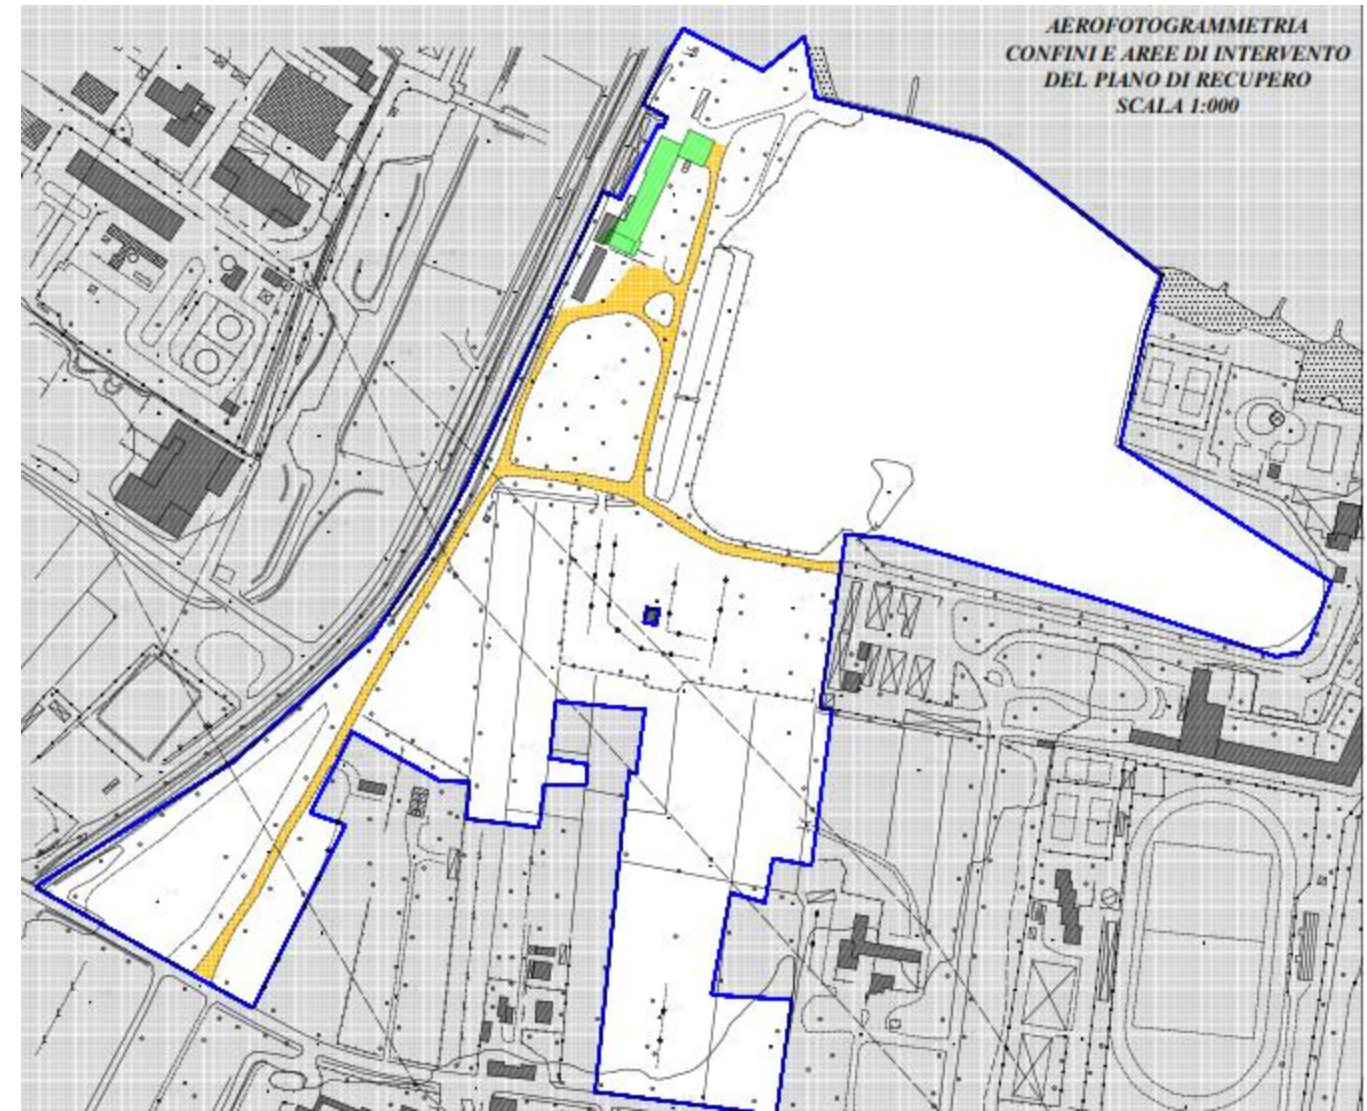 AEROFOTOGRAMMETRIA
CONFINI E AREE DI INTERVENTO
DEL PIANO DI RECUPERO
SCALA 1:000